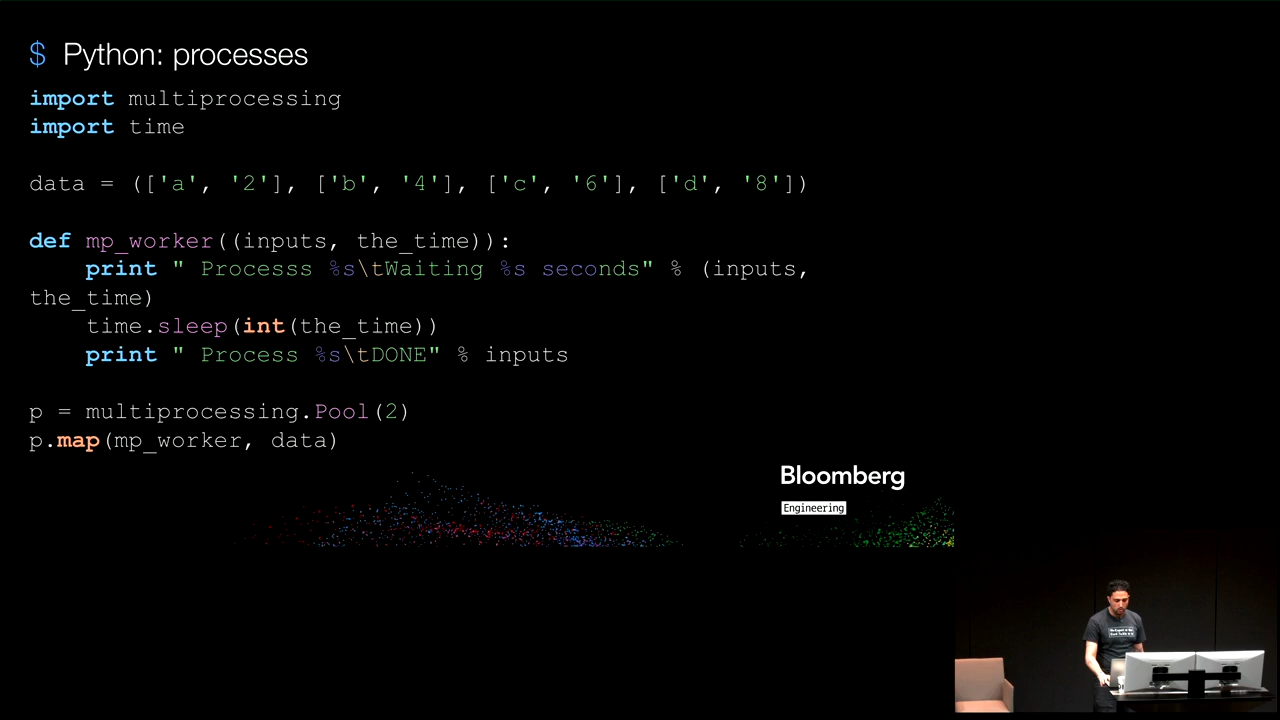 $ Python: processes
import multiprocessing
import time
data = (['a', '2'], ['b', '4'], ['c', '6'], ['d', '8'])
def mp_worker((inputs, the_time)):
    print " Processs %s\tWaiting %s seconds" % (inputs,
the_time)
    time.sleep(int(the_time))
    print " Process %s\tDONE" % inputs
p = multiprocessing.Pool(2)
p.map(mp_worker, data)
Bloomberg
Engineering